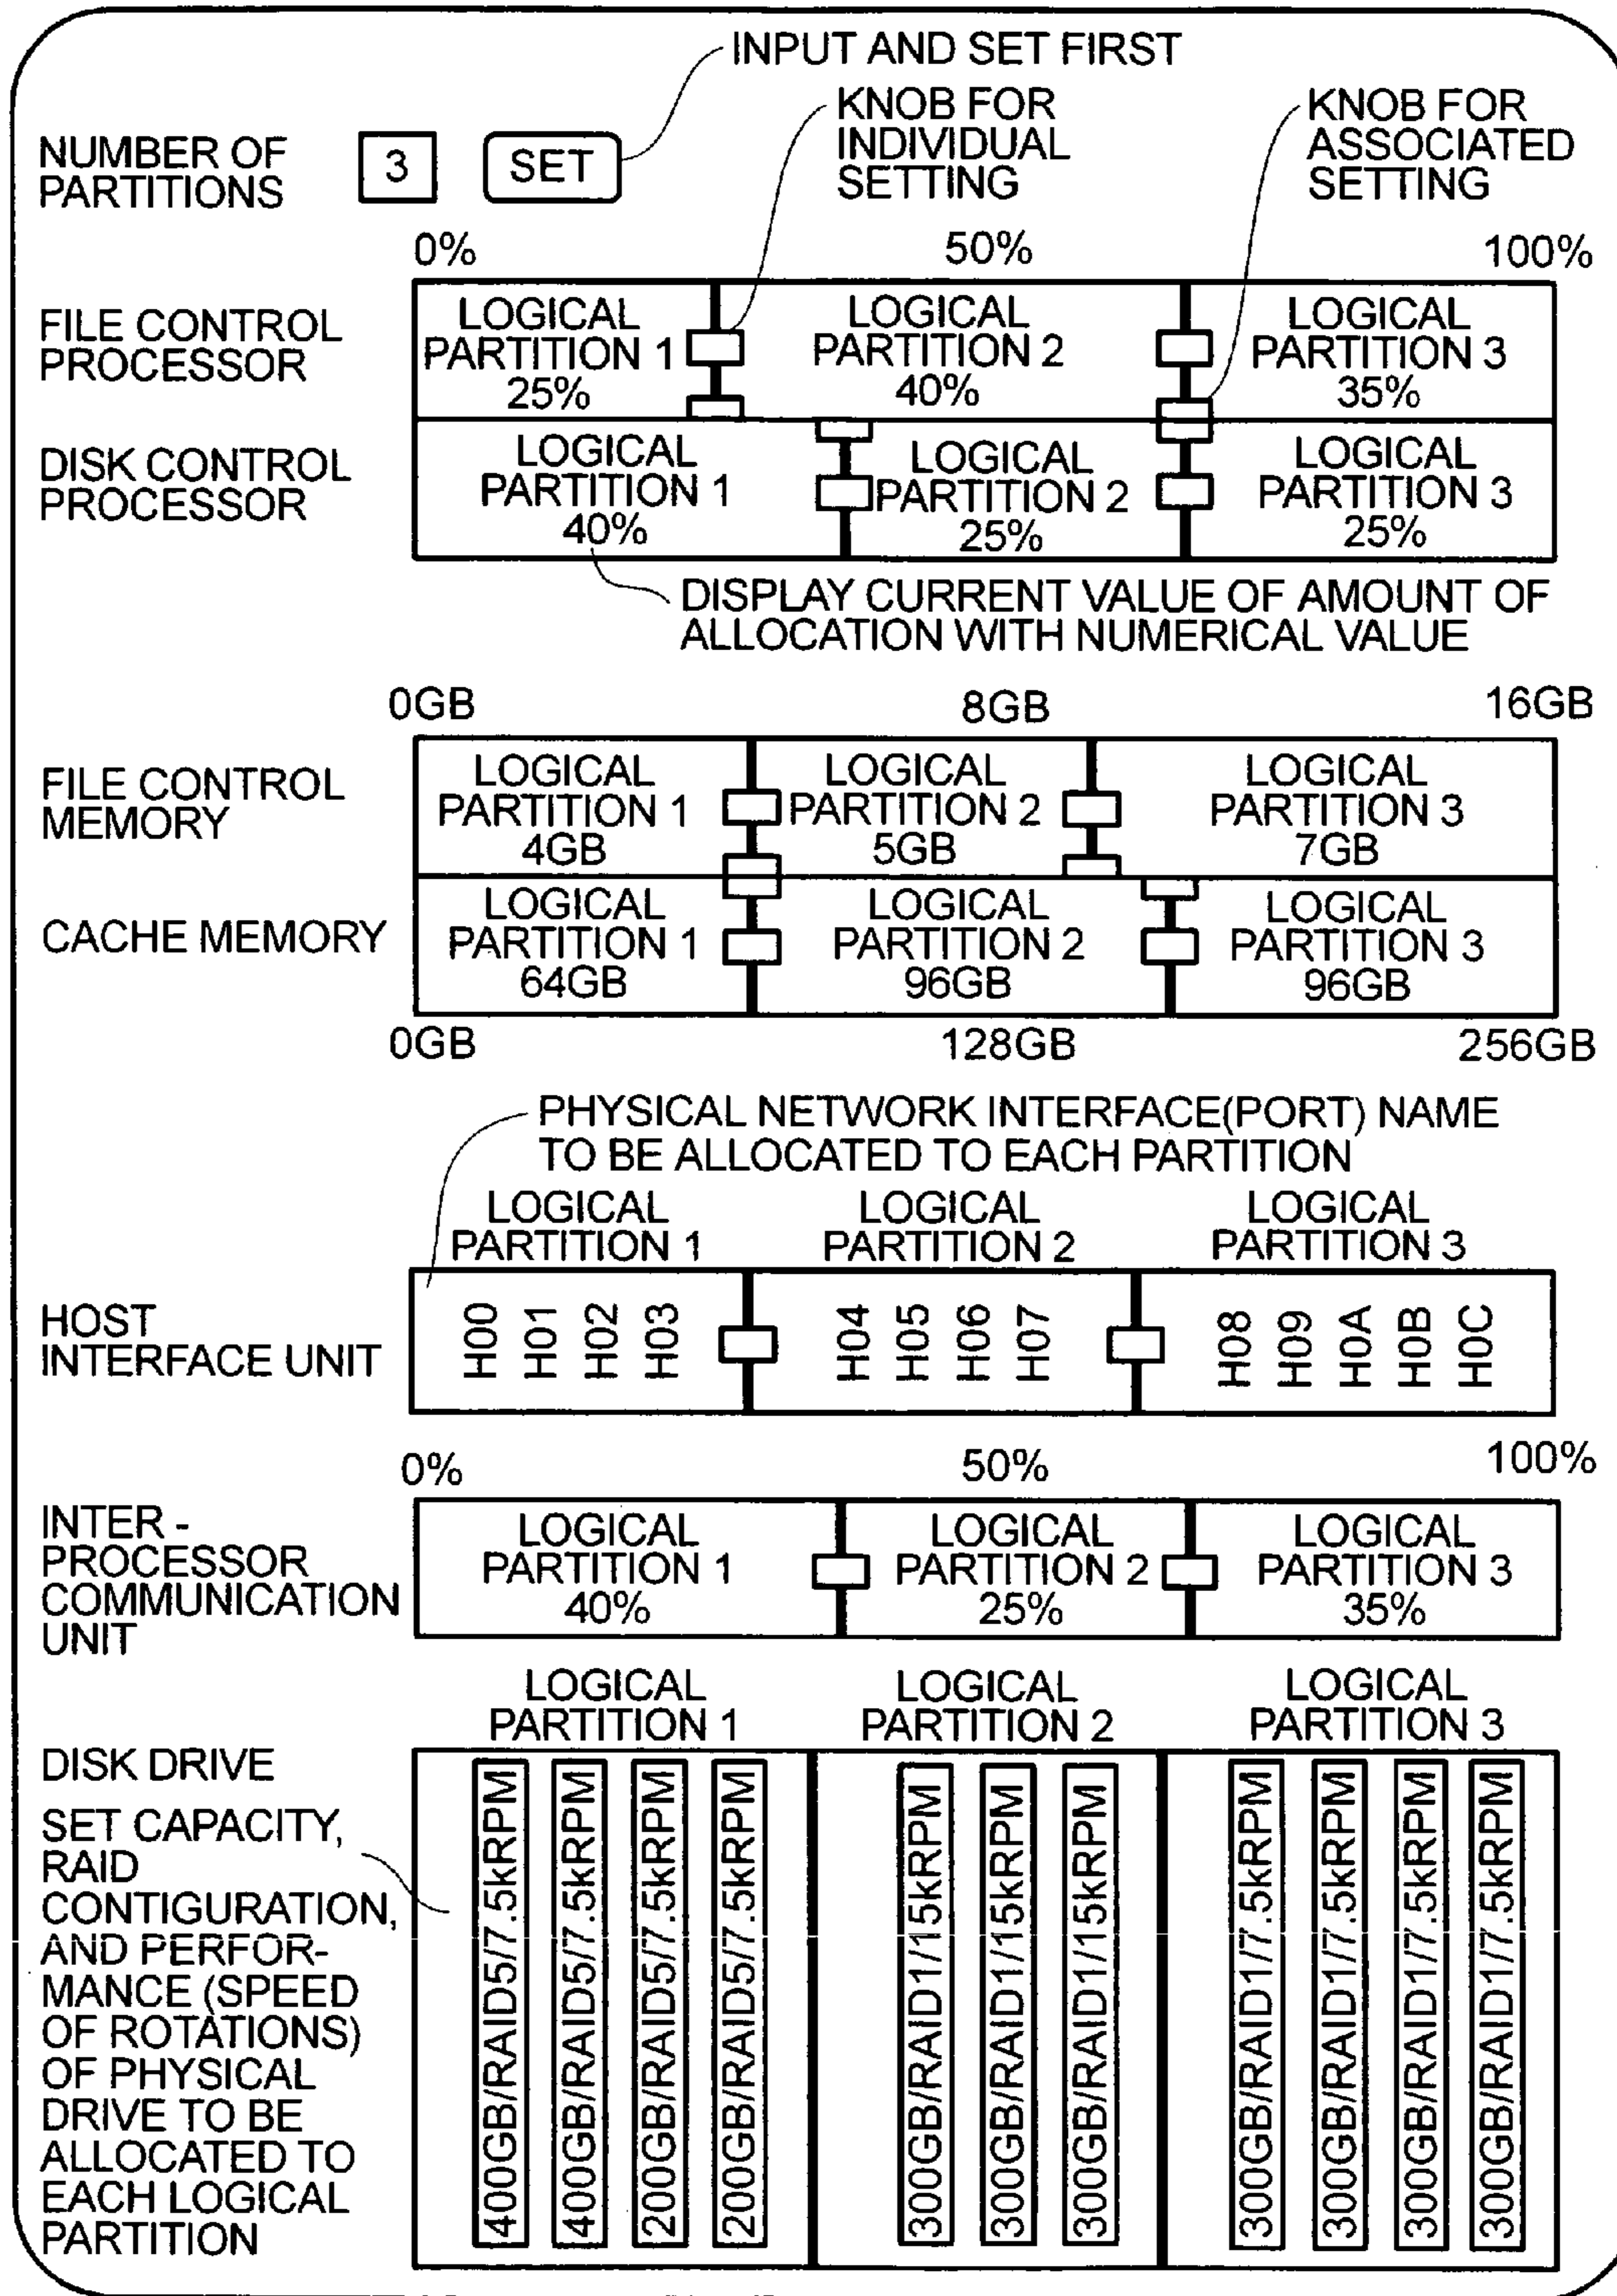 INPUT AND SET FIRST
KNOB FOR
INDIVIDUAL
SETTING
KNOB FOR
ASSOCIATED
SETTING
NUMBER OF
PARTITIONS
3
SET
0%
50%
100%
FILE CONTROL
PROCESSOR
LOGICAL
PARTITION 1
25%
LOGICAL
PARTITION 2
40%
LOGICAL
PARTITION 3
35%
DISK CONTROL
PROCESSOR
LOGICAL
PARTITION 1
40%
LOGICAL
PARTITION 2
25%
LOGICAL
PARTITION 3
25%
DISPLAY CURRENT VALUE OF AMOUNT OF
ALLOCATION WITH NUMERICAL VALUE
0GB
8GB
16GB
FILE CONTROL
MEMORY
LOGICAL
PARTITION 1
4GB
LOGICAL
PARTITION 2
5GB
LOGICAL
PARTITION 3
7GB
CACHE MEMORY
LOGICAL
PARTITION 1
64GB
LOGICAL
PARTITION 2
96GB
LOGICAL
PARTITION 3
96GB
0GB
128GB
256GB
PHYSICAL NETWORK INTERFACE(PORT) NAME
TO BE ALLOCATED TO EACH PARTITION
LOGICAL
PARTITION 1
LOGICAL
PARTITION 2
LOGICAL
PARTITION 3
HOST
INTERFACE UNIT
H00
H01
H02
H03
H04
H05
H06
H07
H08
H09
H0A
H0B
H0C
0%
50%
100%
INTER -
PROCESSOR
COMMUNICATION
UNIT
LOGICAL
PARTITION 1
40%
LOGICAL
PARTITION 2
25%
LOGICAL
PARTITION 3
35%
LOGICAL
PARTITION 1
LOGICAL
PARTITION 2
LOGICAL
PARTITION 3
DISK DRIVE
SET CAPACITY,
RAID
CONTIGURATION,
AND PERFOR-
MANCE (SPEED
OF ROTATIONS)
OF PHYSICAL
DRIVE TO BE
ALLOCATED TO
EACH LOGICAL
PARTITION
400GB/RAID5/7.5kRPM
400GB/RAID5/7.5kRPM
200GB/RAID5/7.5kRPM
200GB/RAID5/7.5kRPM
300GB/RAID1/15kRPM
300GB/RAID1/15kRPM
300GB/RAID1/15kRPM
300GB/RAID1/7.5kRPM
300GB/RAID1/7.5kRPM
300GB/RAID1/7.5kRPM
300GB/RAID1/7.5kRPM